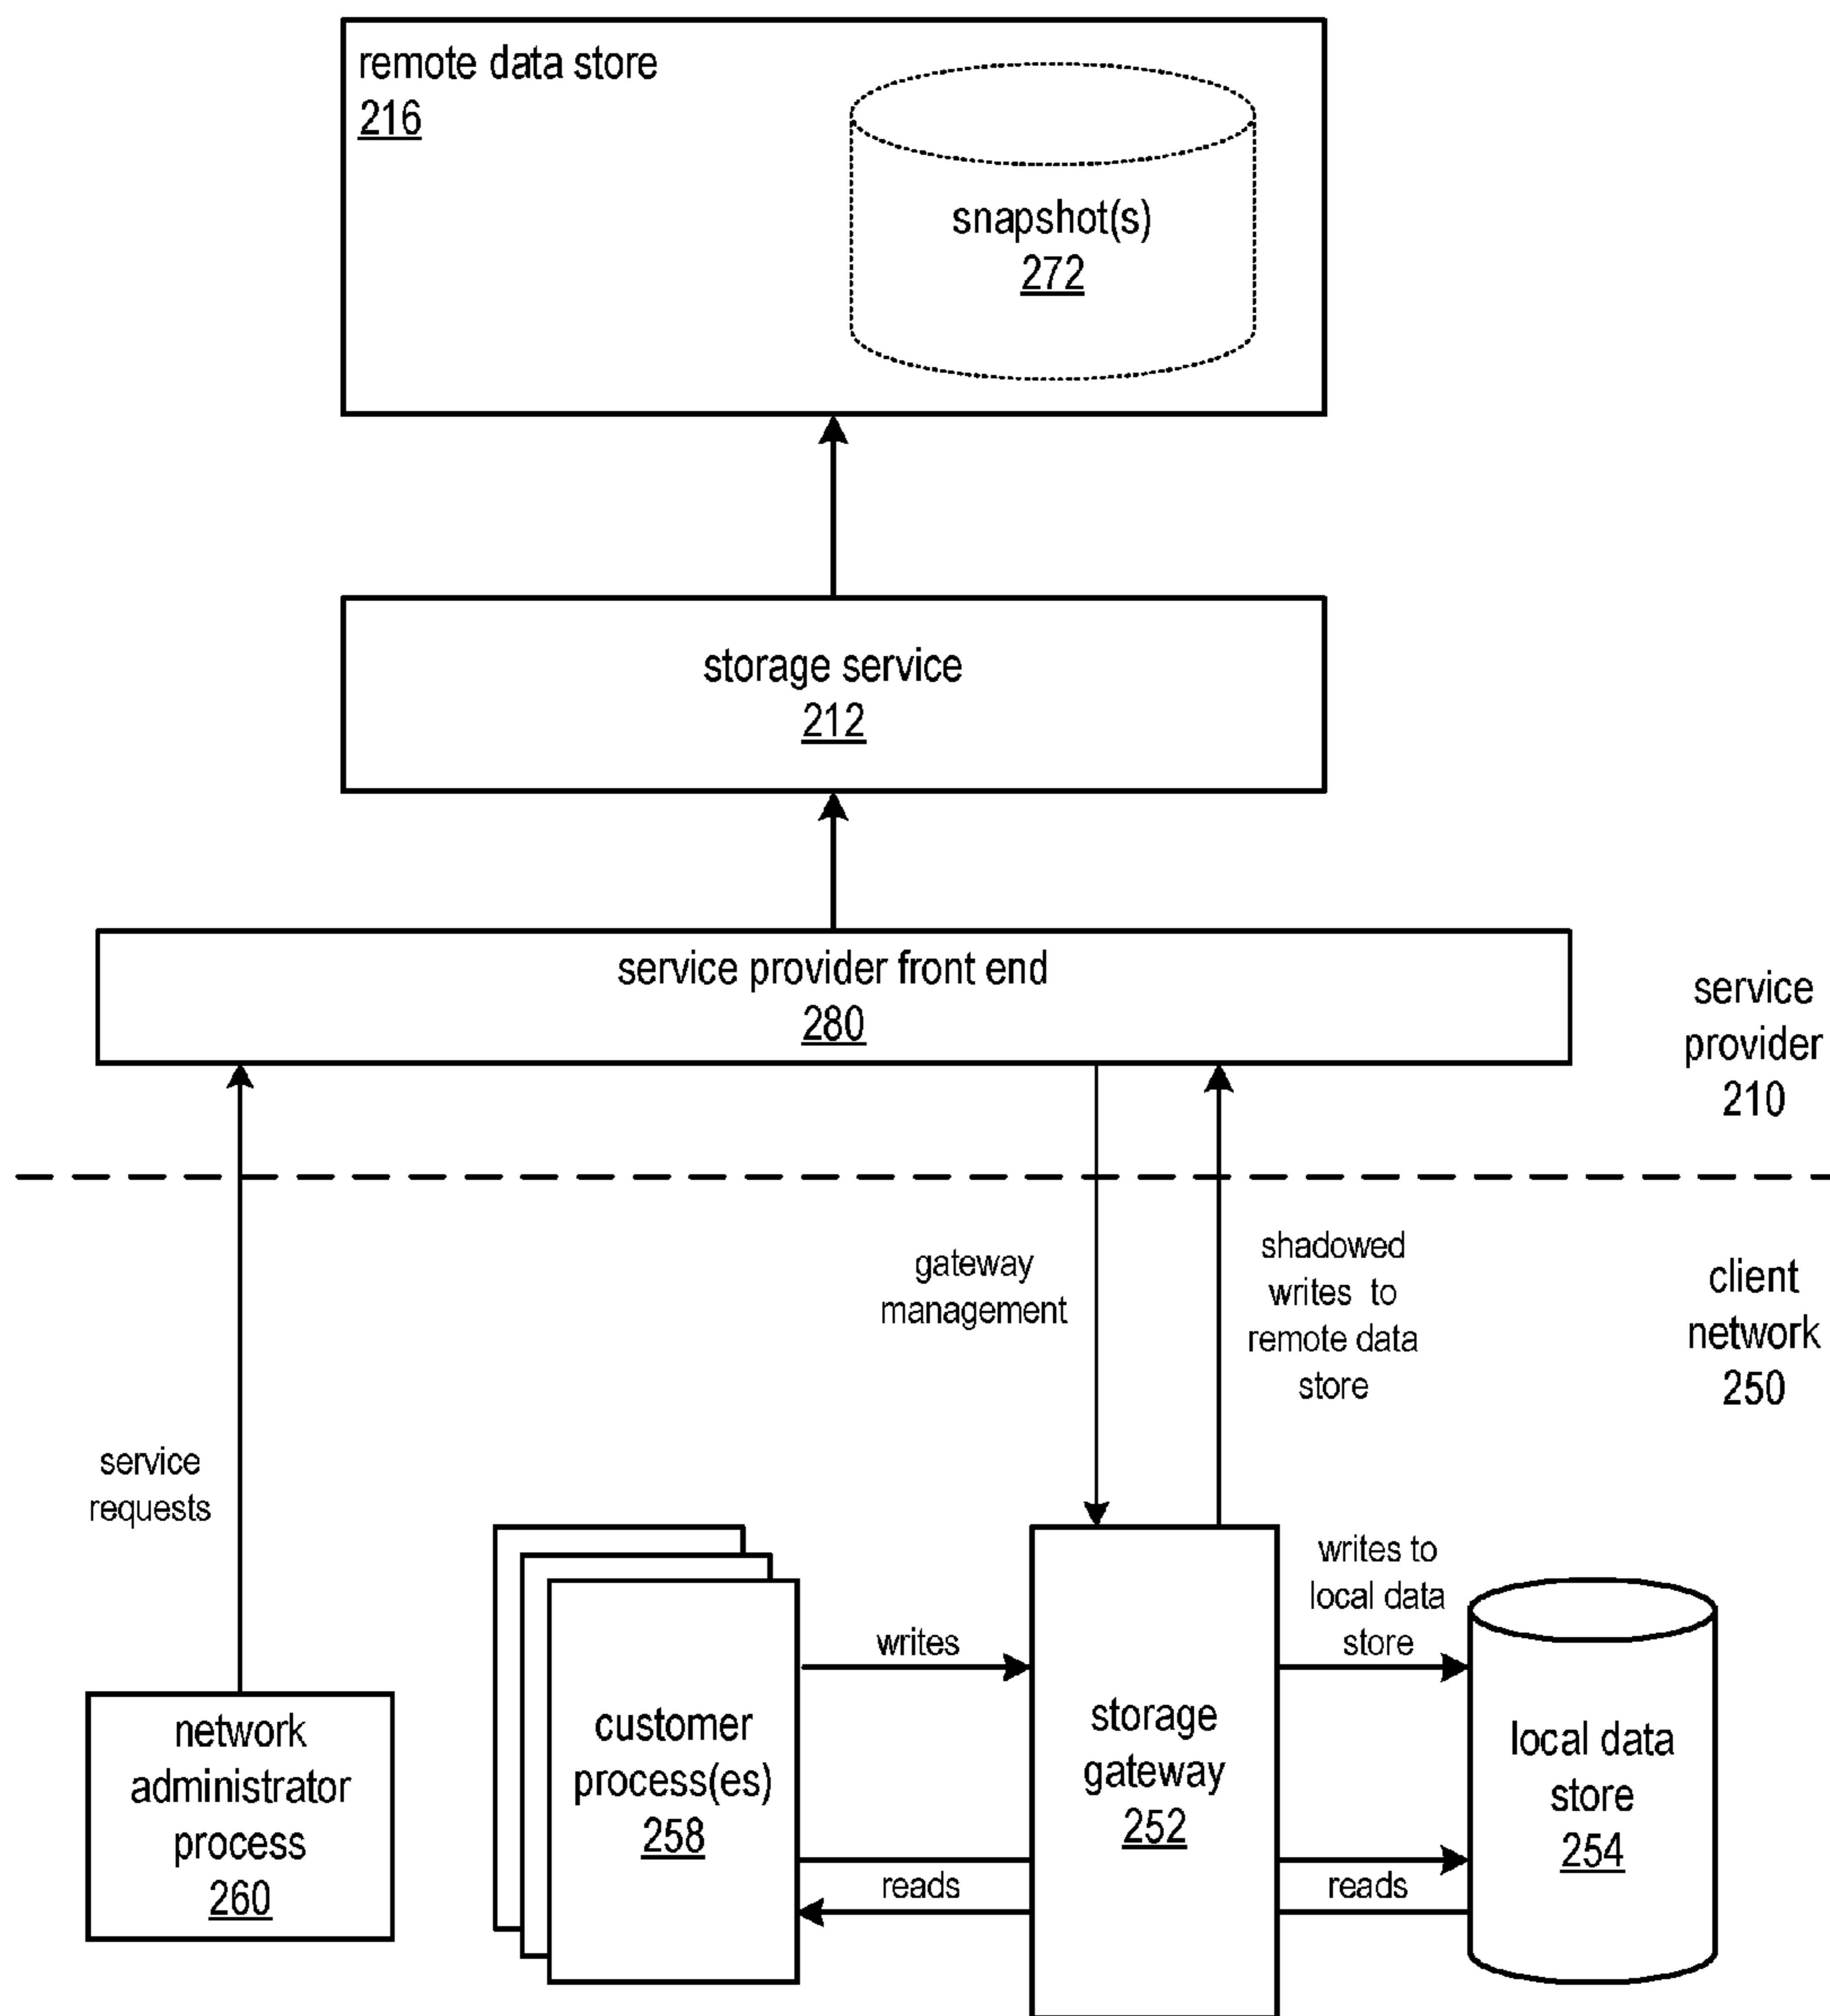 remote data store
216
snapshot(s)
272
storage service
212
service provider front end
280
service
provider
210
client
network
250
gateway
management
shadowed
writes to
remote data
store
service
requests
network
administrator
process
260
customer
process(es)
258
writes
reads
storage
gateway
252
writes to
local data
store
reads
local data
store
254